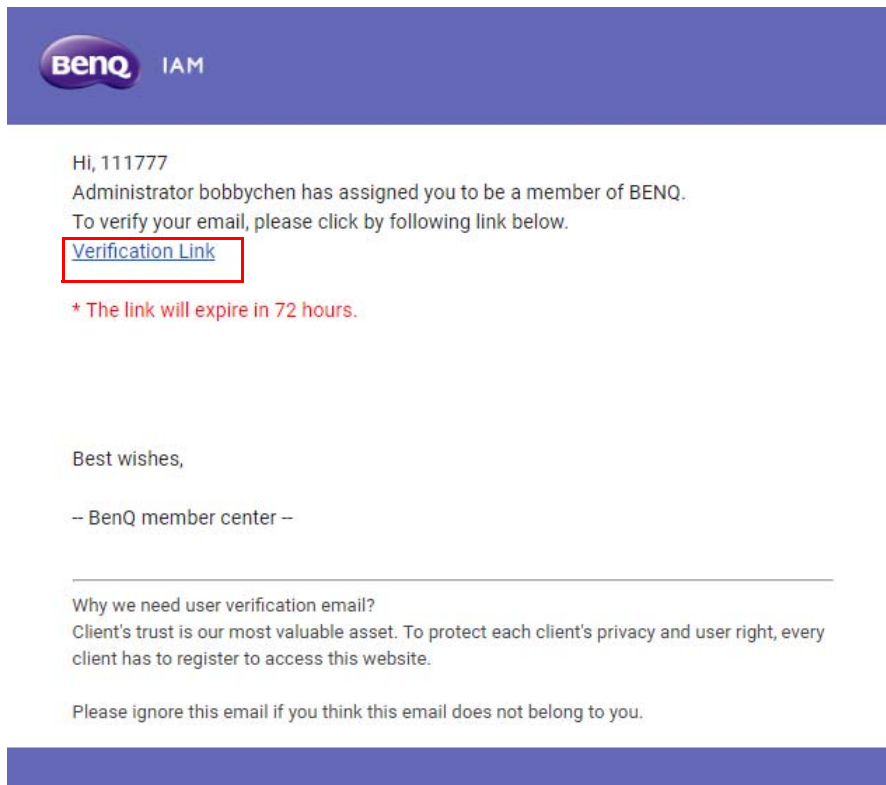 BenQ IAM
Hi, 111777
Administrator bobbychen has assigned you to be a member of BENQ.
To verify your email, please click by following link below.
Verification Link
* The link will expire in 72 hours.
Best wishes,
-- BenQ member center --
Why we need user verification email?
Client's trust is our most valuable asset. To protect each client's privacy and user right, every
client has to register to access this website.
Please ignore this email if you think this email does not belong to you.